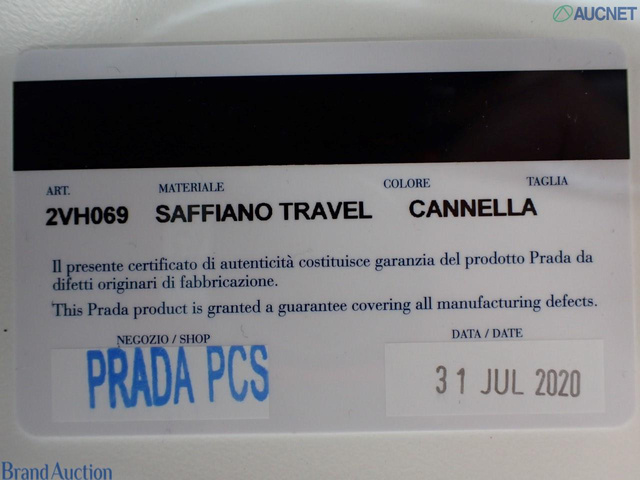 AUCNET
ART. MATERIALE COLORE TAGLIA
2VH069 SAFFIANO TRAVEL CANNELLA
Il presente certificato di autenticità costituisce garanzia del prodotto Prada da
difetti originari di fabbricazione.
This Prada product is granted a guarantee covering all manufacturing defects.
NEGOZIO / SHOP DATA / DATE
PRADA PCS 31 JUL 2020
Brand Auction